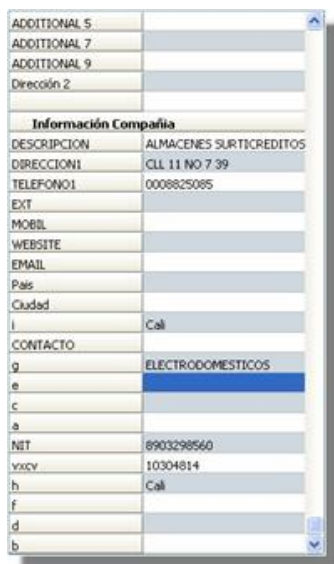 ADDITIONAL 5
ADDITIONAL 7
ADDITIONAL 9
Dirección 2
Información Compañia
DESCRIPCION ALMACENES SURTICREDITOS
DIRECCION1 CLL 11 NO 7 39
TELEFONO1 0008825085
EXT
MOBIL
WEBSITE
EMAIL
Pais
Ciudad
i Cali
CONTACTO
g ELECTRODOMESTICOS
e
c
a
NIT 8903298560
vxcv 10304814
h Cali
f
d
b